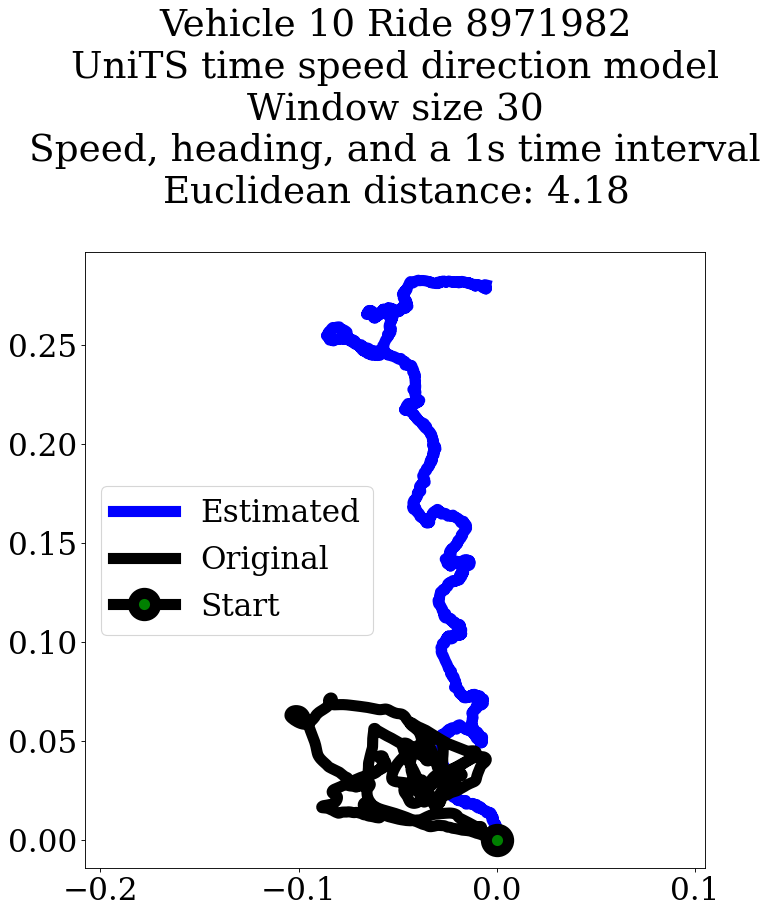 Vehicle 10 Ride 8971982
UniTS time speed direction model
Window size 30
Speed, heading, and a 1s time interval
Euclidean distance: 4.18
0.25
0.20
0.15
0.10
0.05
0.00
Estimated
Original
Start
−0.2
−0.1
0.0
0.1